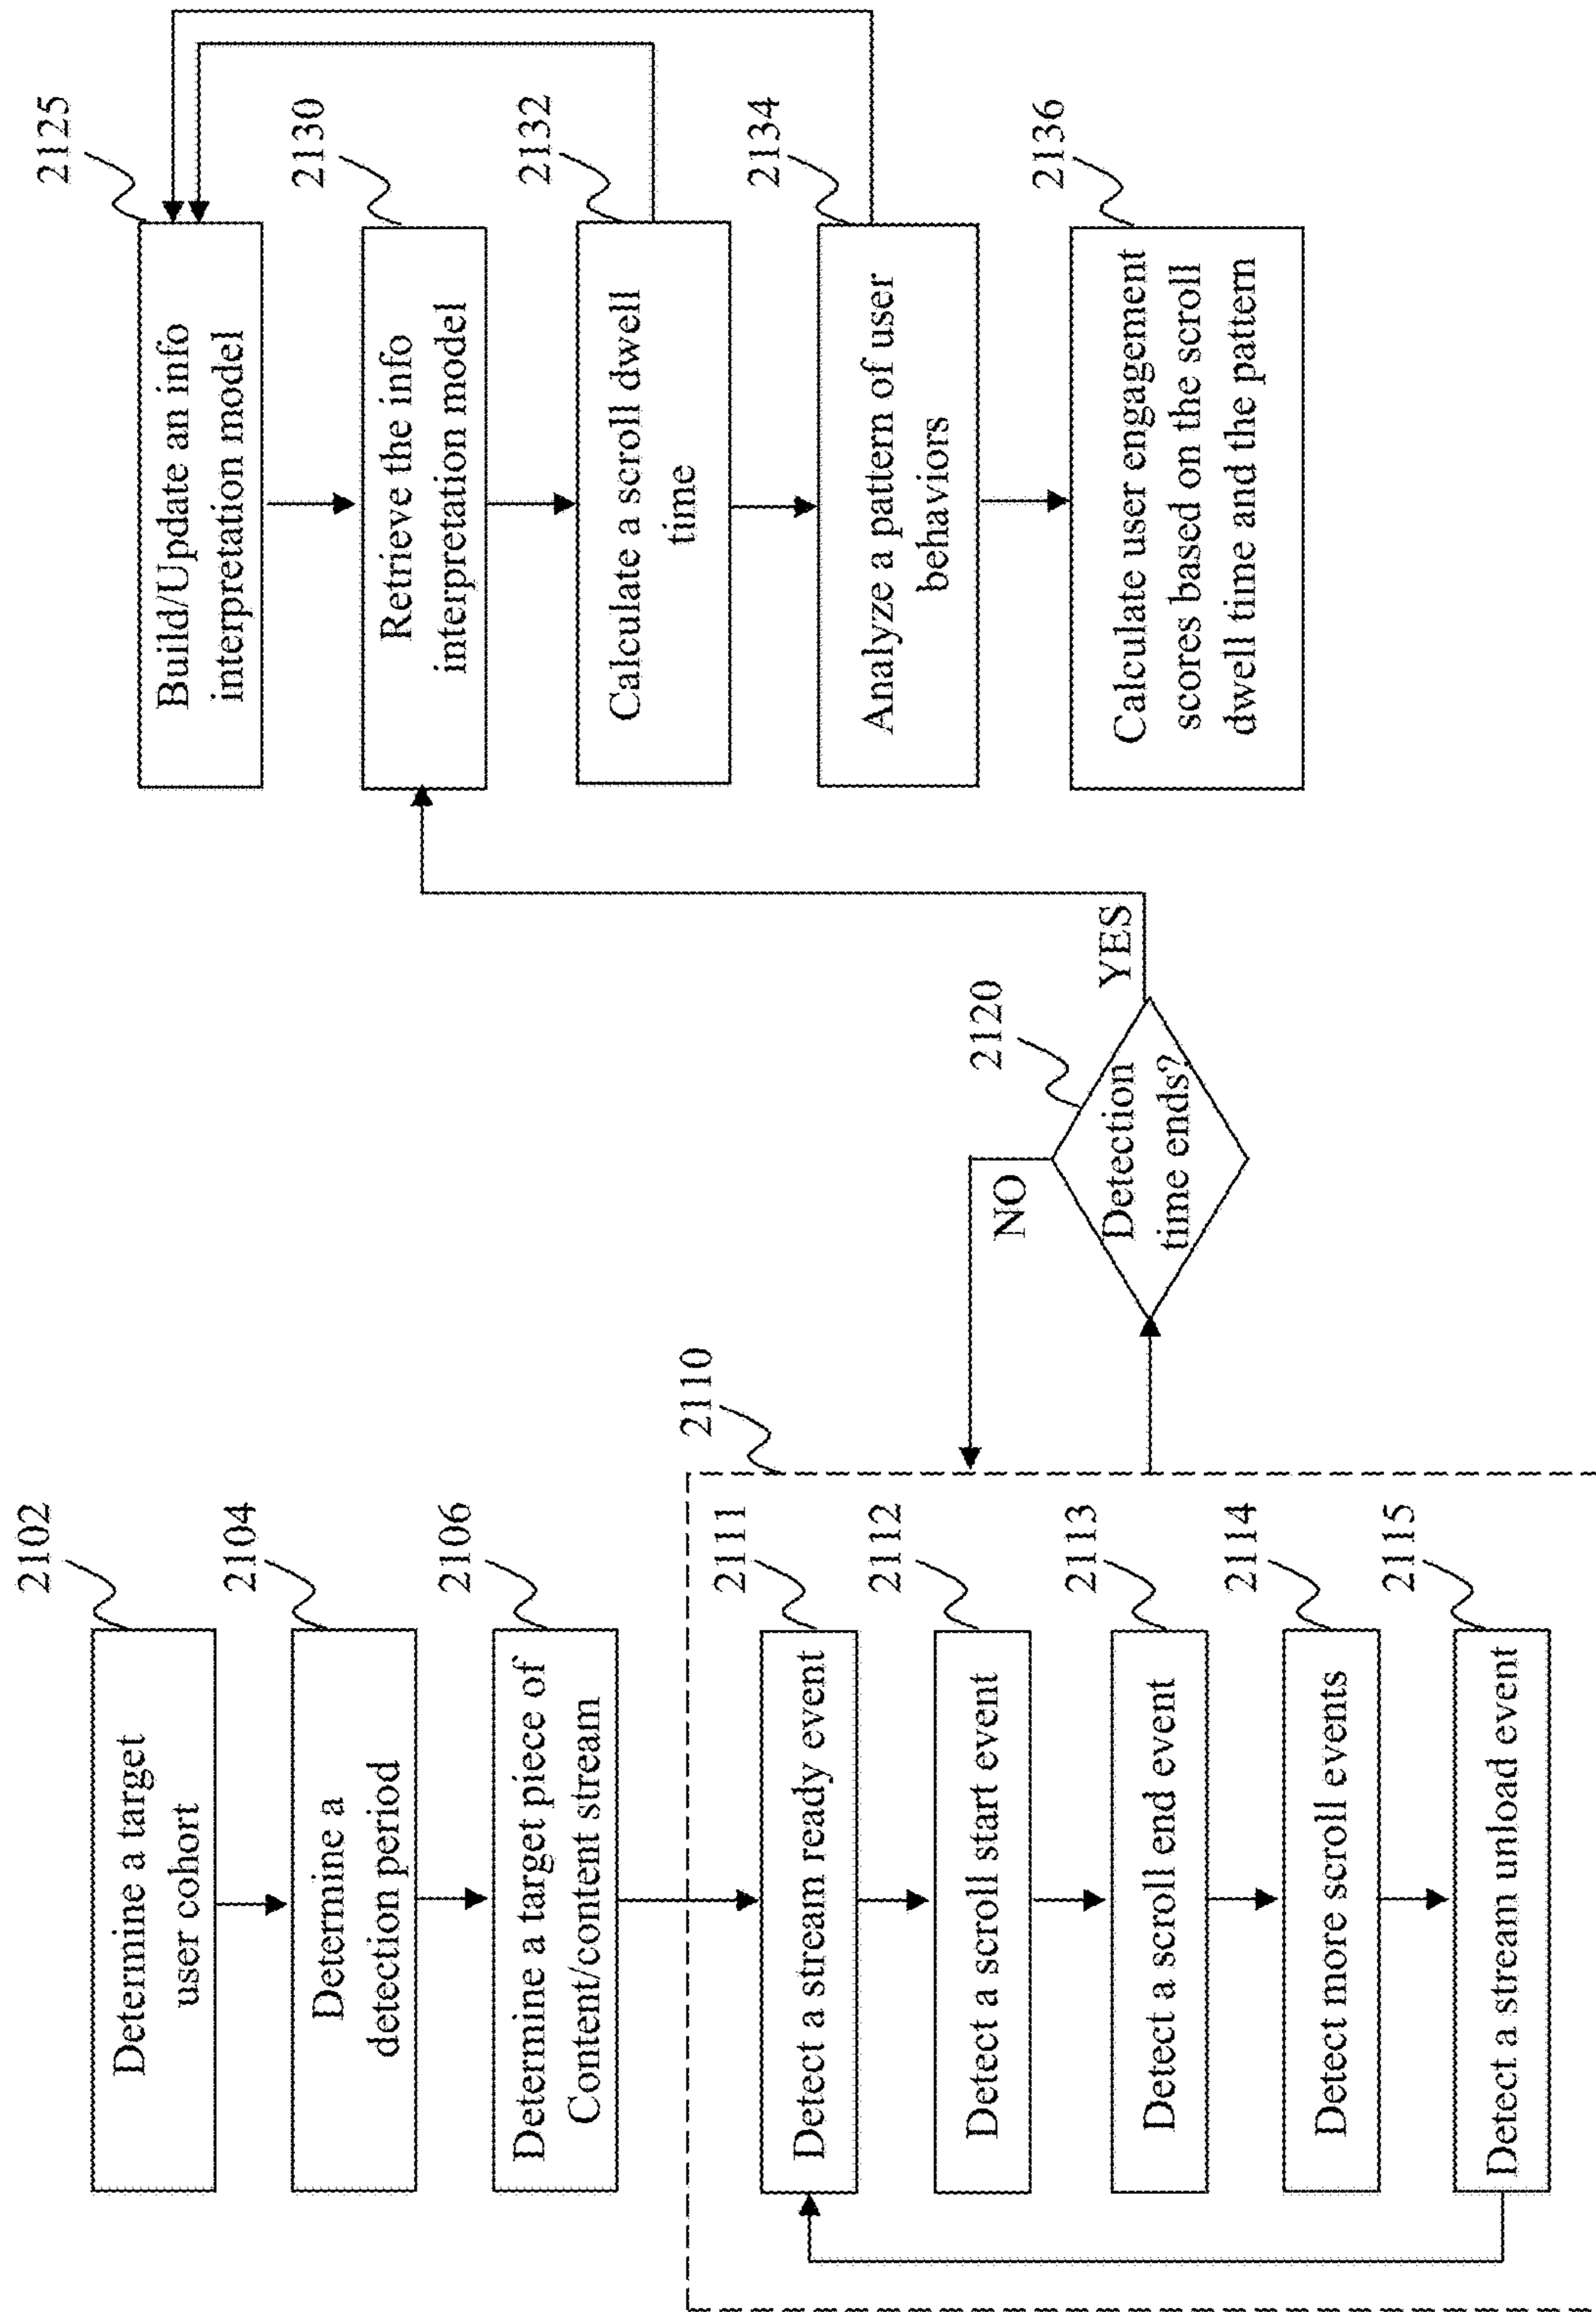 2102
Determine a target
user cohort
2104
Determine a
detection period
2106
Determine a target piece of
Content/content stream
2110
2111
Detect a stream ready event
2112
Detect a scroll start event
2113
Detect a scroll end event
2114
Detect more scroll events
2115
Detect a stream unload event
2120
Detection
time ends?
NO
YES
2125
Build/Update an info
interpretation model
2130
Retrieve the info
interpretation model
2132
Calculate a scroll dwell
time
2134
Analyze a pattern of user
behaviors
2136
Calculate user engagement
scores based on the scroll
dwell time and the pattern